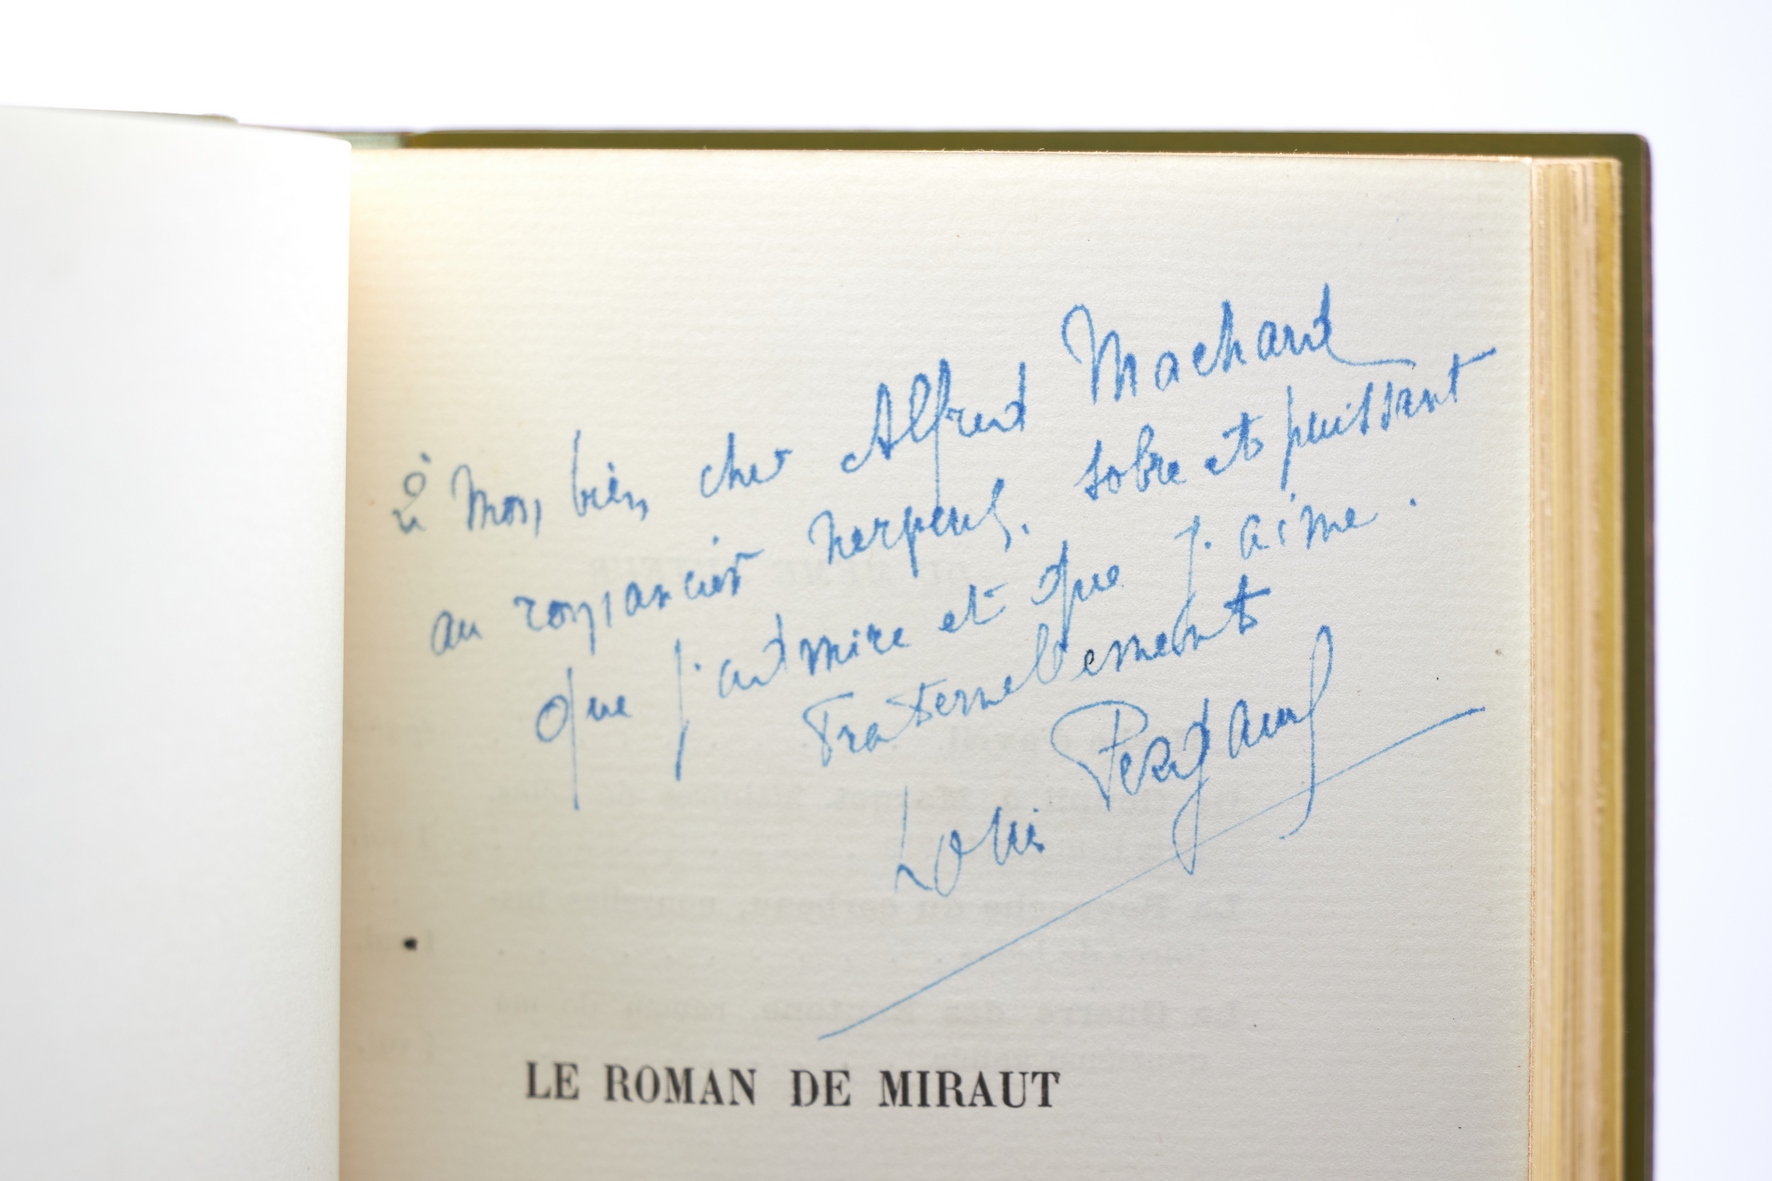 à mon bien cher Alfred Machard
au romancier nerveux, sobre et puissant
que j'admire et que j'aime.
Fraternellement
Louis Pergaud
LE ROMAN DE MIRAUT